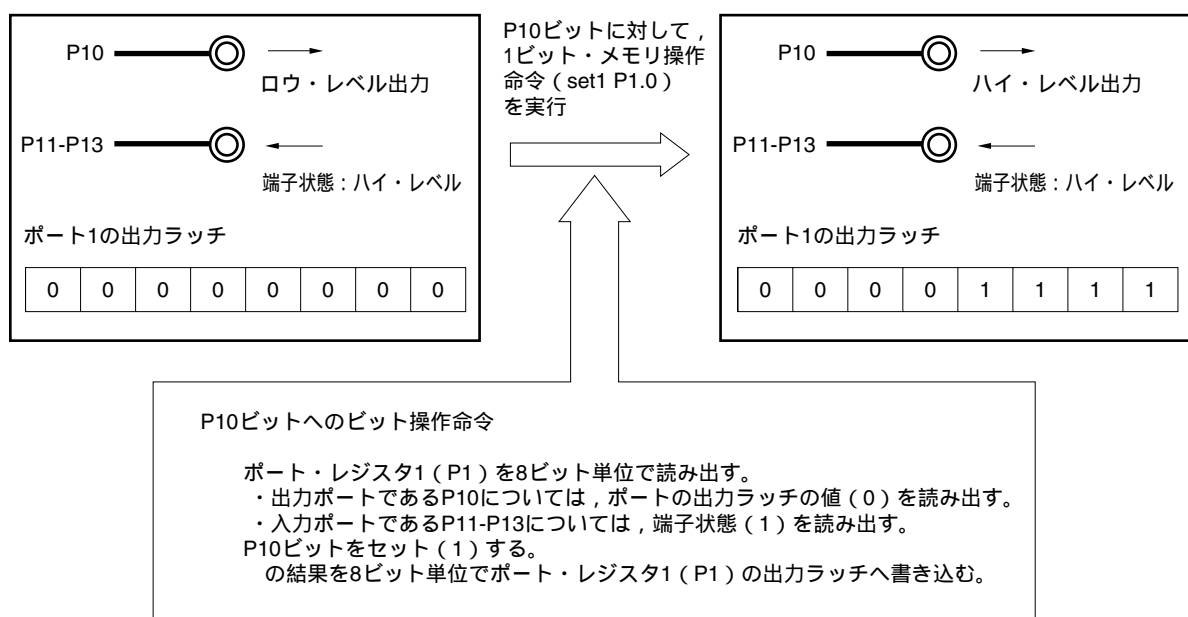 P10
ロウ・レベル出力
P11-P13
端子状態：ハイ・レベル
ポート1の出力ラッチ
0 0 0 0 0 0 0 0
P10ビットに対して，
1ビット・メモリ操作
命令（set1 P1.0）
を実行
P10
ハイ・レベル出力
P11-P13
端子状態：ハイ・レベル
ポート1の出力ラッチ
0 0 0 0 1 1 1 1
P10ビットへのビット操作命令
ポート・レジスタ1（P1）を8ビット単位で読み出す。
・出力ポートであるP10については，ポートの出力ラッチの値（0）を読み出す。
・入力ポートであるP11-P13については，端子状態（1）を読み出す。
P10ビットをセット（1）する。
の結果を8ビット単位でポート・レジスタ1（P1）の出力ラッチへ書き込む。